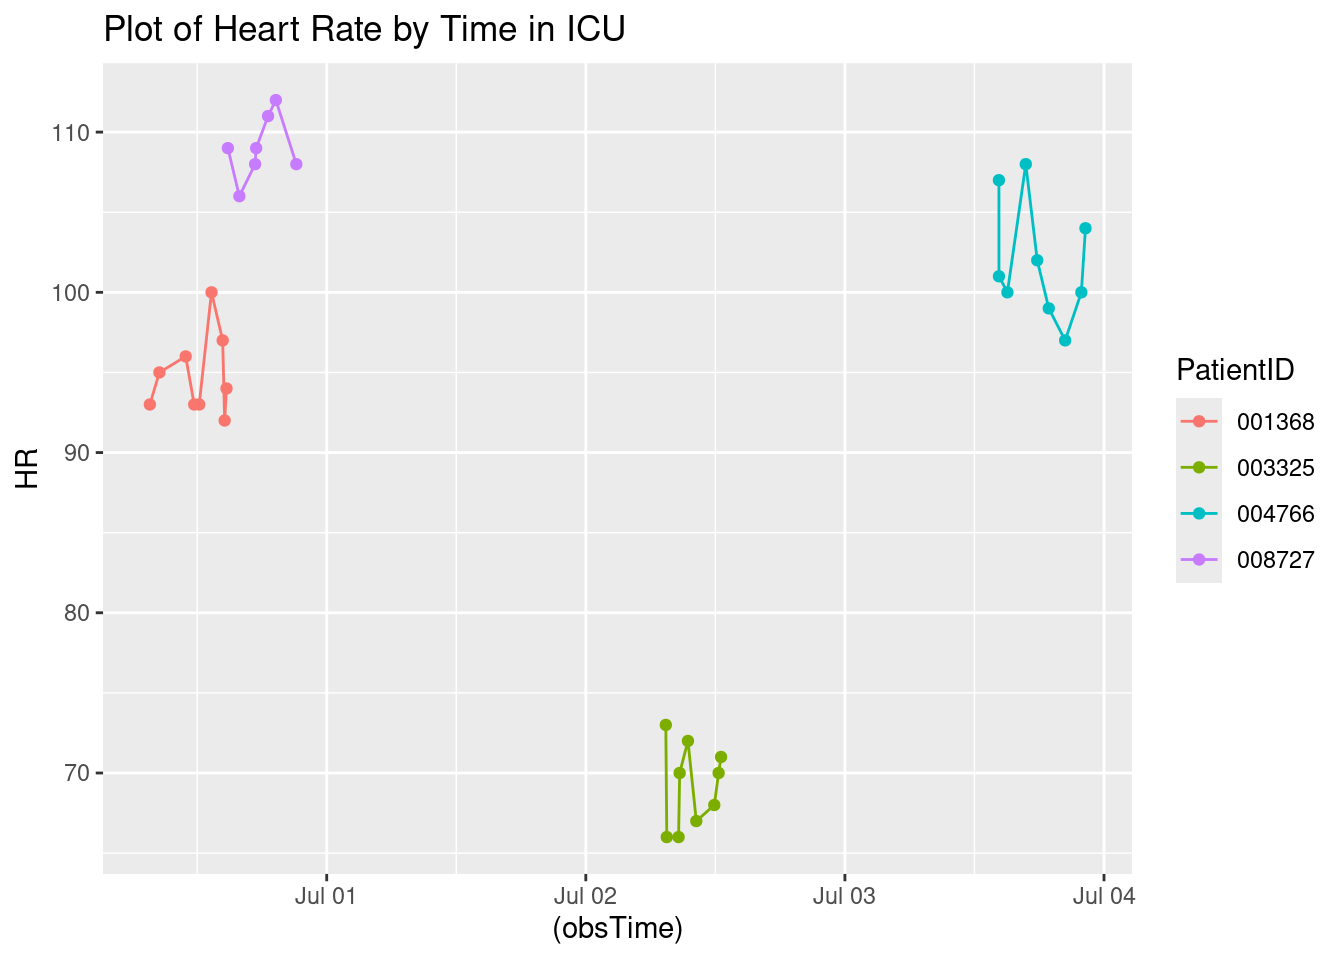 Plot of Heart Rate by Time in ICU
110
100
90
80
70
HR
Jul 01
Jul 02
Jul 03
Jul 04
(obsTime)
PatientID
001368
003325
004766
008727